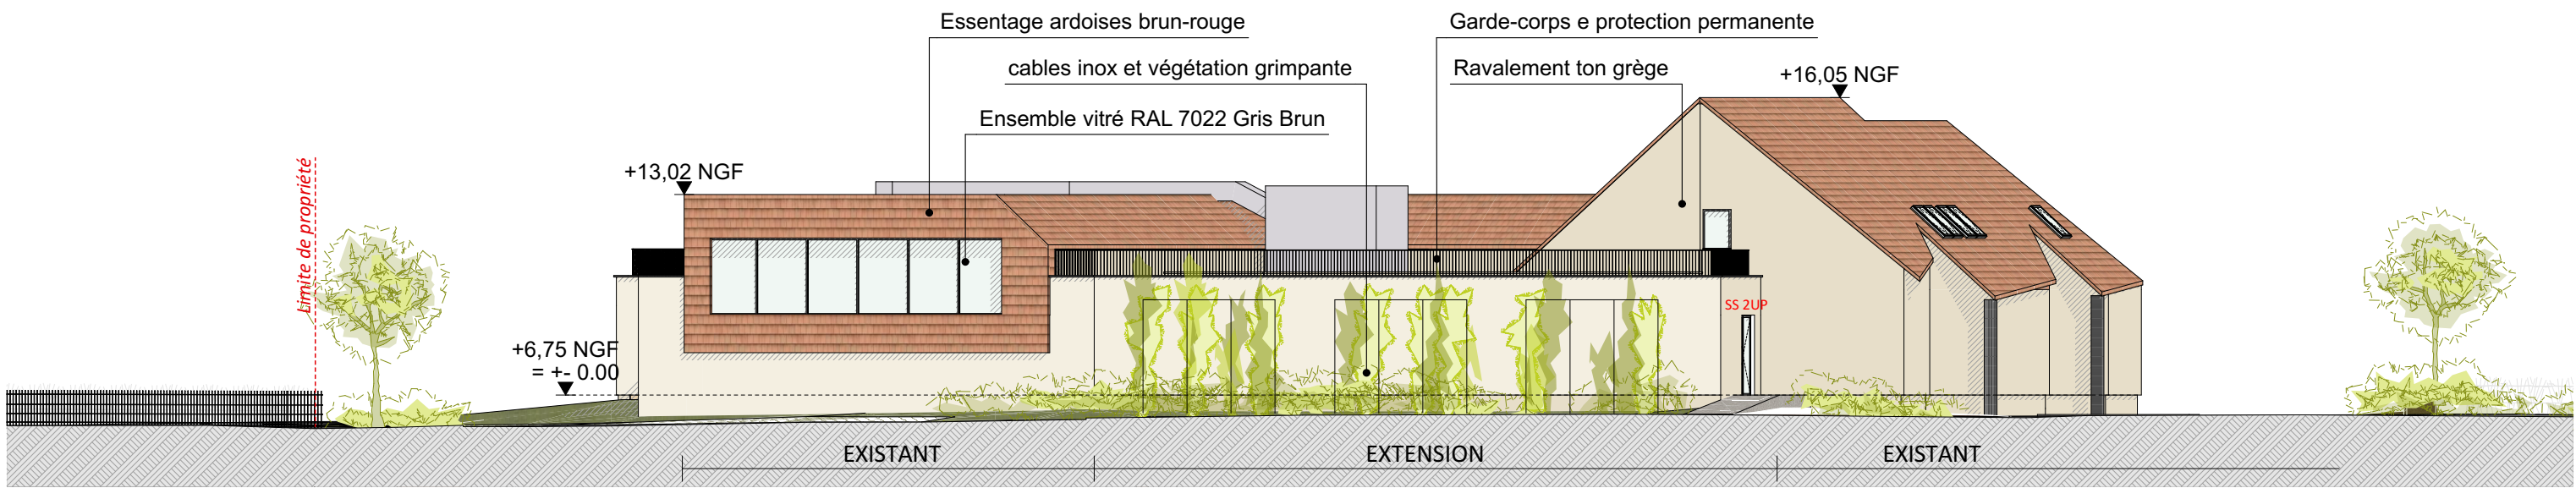 Essentage ardoises brun-rouge
Garde-corps e protection permanente
cables inox et végétation grimpante
Ravalement ton grège
+16,05 NGF
Ensemble vitré RAL 7022 Gris Brun
Limite de propriété
+13,02 NGF
SS 2UP
+6,75 NGF
= +- 0.00
EXISTANT
EXTENSION
EXISTANT